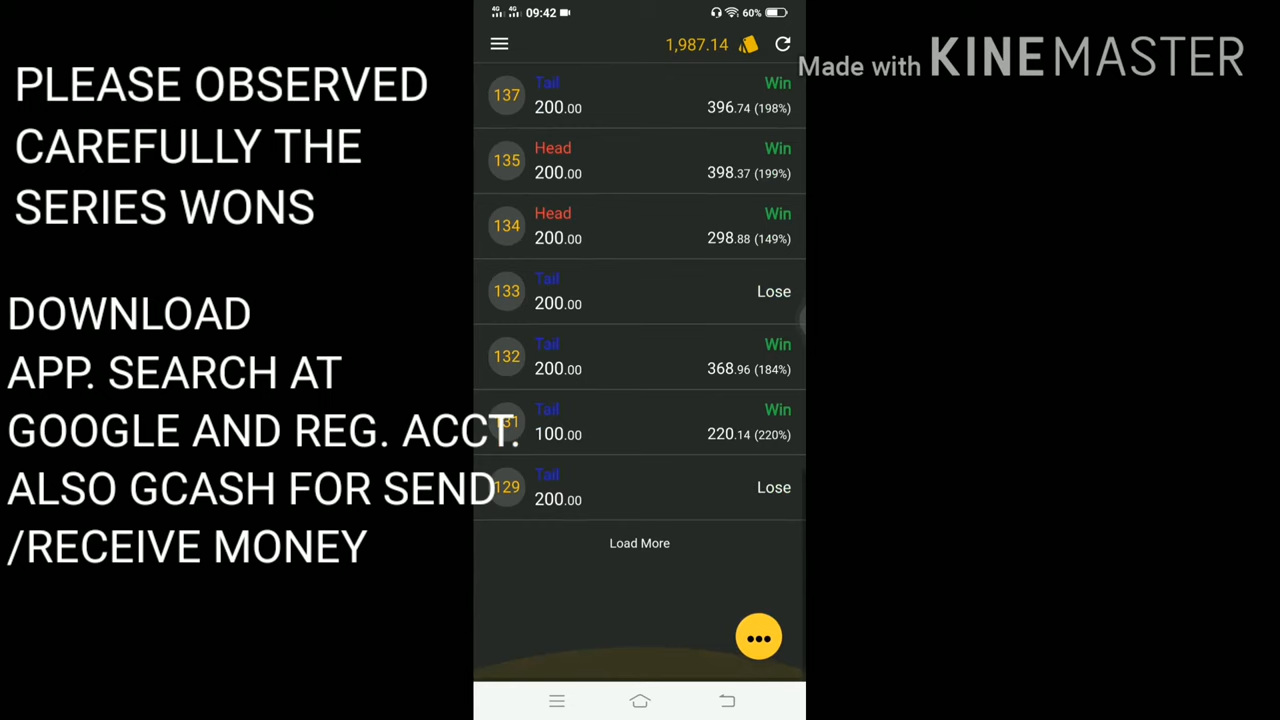 4G 4G 09:42 60%
1,987.14
Made with KINEMASTER
PLEASE OBSERVED
CAREFULLY THE
SERIES WONS
DOWNLOAD
APP. SEARCH AT
GOOGLE AND REG. ACCT.
ALSO GCASH FOR SEND
/RECEIVE MONEY
137 Tail Win
200.00 396.74 (198%)
135 Head Win
200.00 398.37 (199%)
134 Head Win
200.00 298.88 (149%)
133 Tail Lose
200.00
132 Tail Win
200.00 368.96 (184%)
131 Tail Win
100.00 220.14 (220%)
129 Tail Lose
200.00
Load More